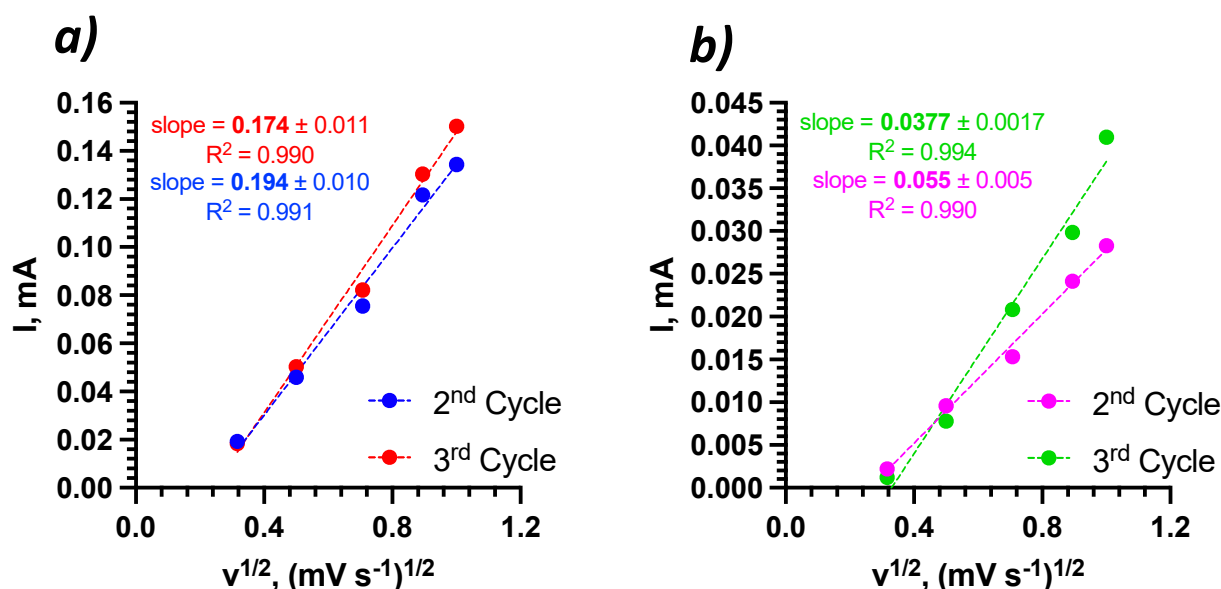 a)
slope = 0.174 ± 0.011
R² = 0.990
slope = 0.194 ± 0.010
R² = 0.991
I, mA
0.16
0.14
0.12
0.10
0.08
0.06
0.04
0.02
0.00
2nd Cycle
3rd Cycle
0.0 0.4 0.8 1.2
v1/2, (mV s-1)1/2
b)
slope = 0.0377 ± 0.0017
R² = 0.994
slope = 0.055 ± 0.005
R² = 0.990
I, mA
0.045
0.040
0.035
0.030
0.025
0.020
0.015
0.010
0.005
0.000
2nd Cycle
3rd Cycle
0.0 0.4 0.8 1.2
v1/2, (mV s-1)1/2